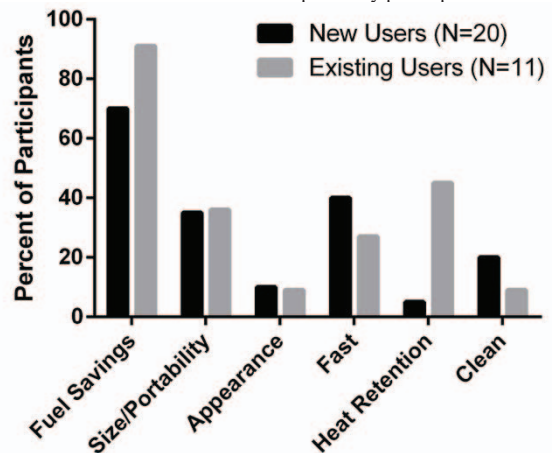 100
New Users (N=20)
Existing Users (N=11)
80
60
40
20
0
Percent of Participants
Fuel Savings
Size/Portability
Appearance
Fast
Heat Retention
Clean